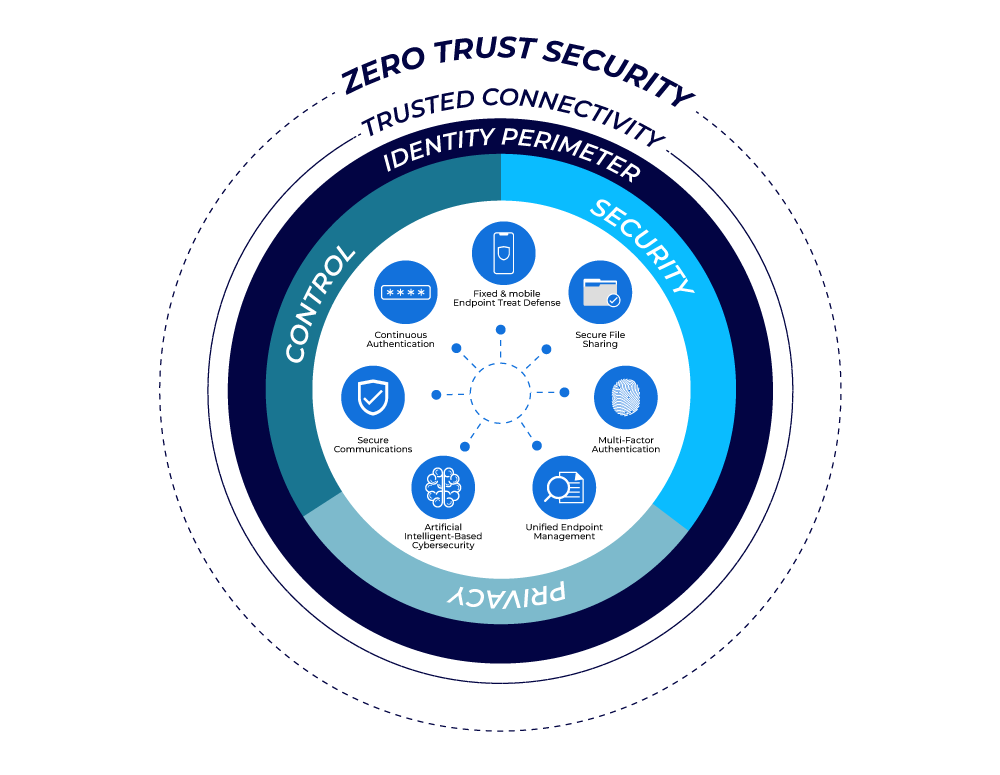 ZERO TRUST SECURITY
TRUSTED CONNECTIVITY
IDENTITY PERIMETER
SECURITY
CONTROL
Fixed & mobile
Endpoint Treat Defense
Continuous
Authentication
Secure File
Sharing
Secure
Communications
Multi-Factor
Authentication
Artificial
Intelligent-Based
Cybersecurity
Unified Endpoint
Management
PRIVACY